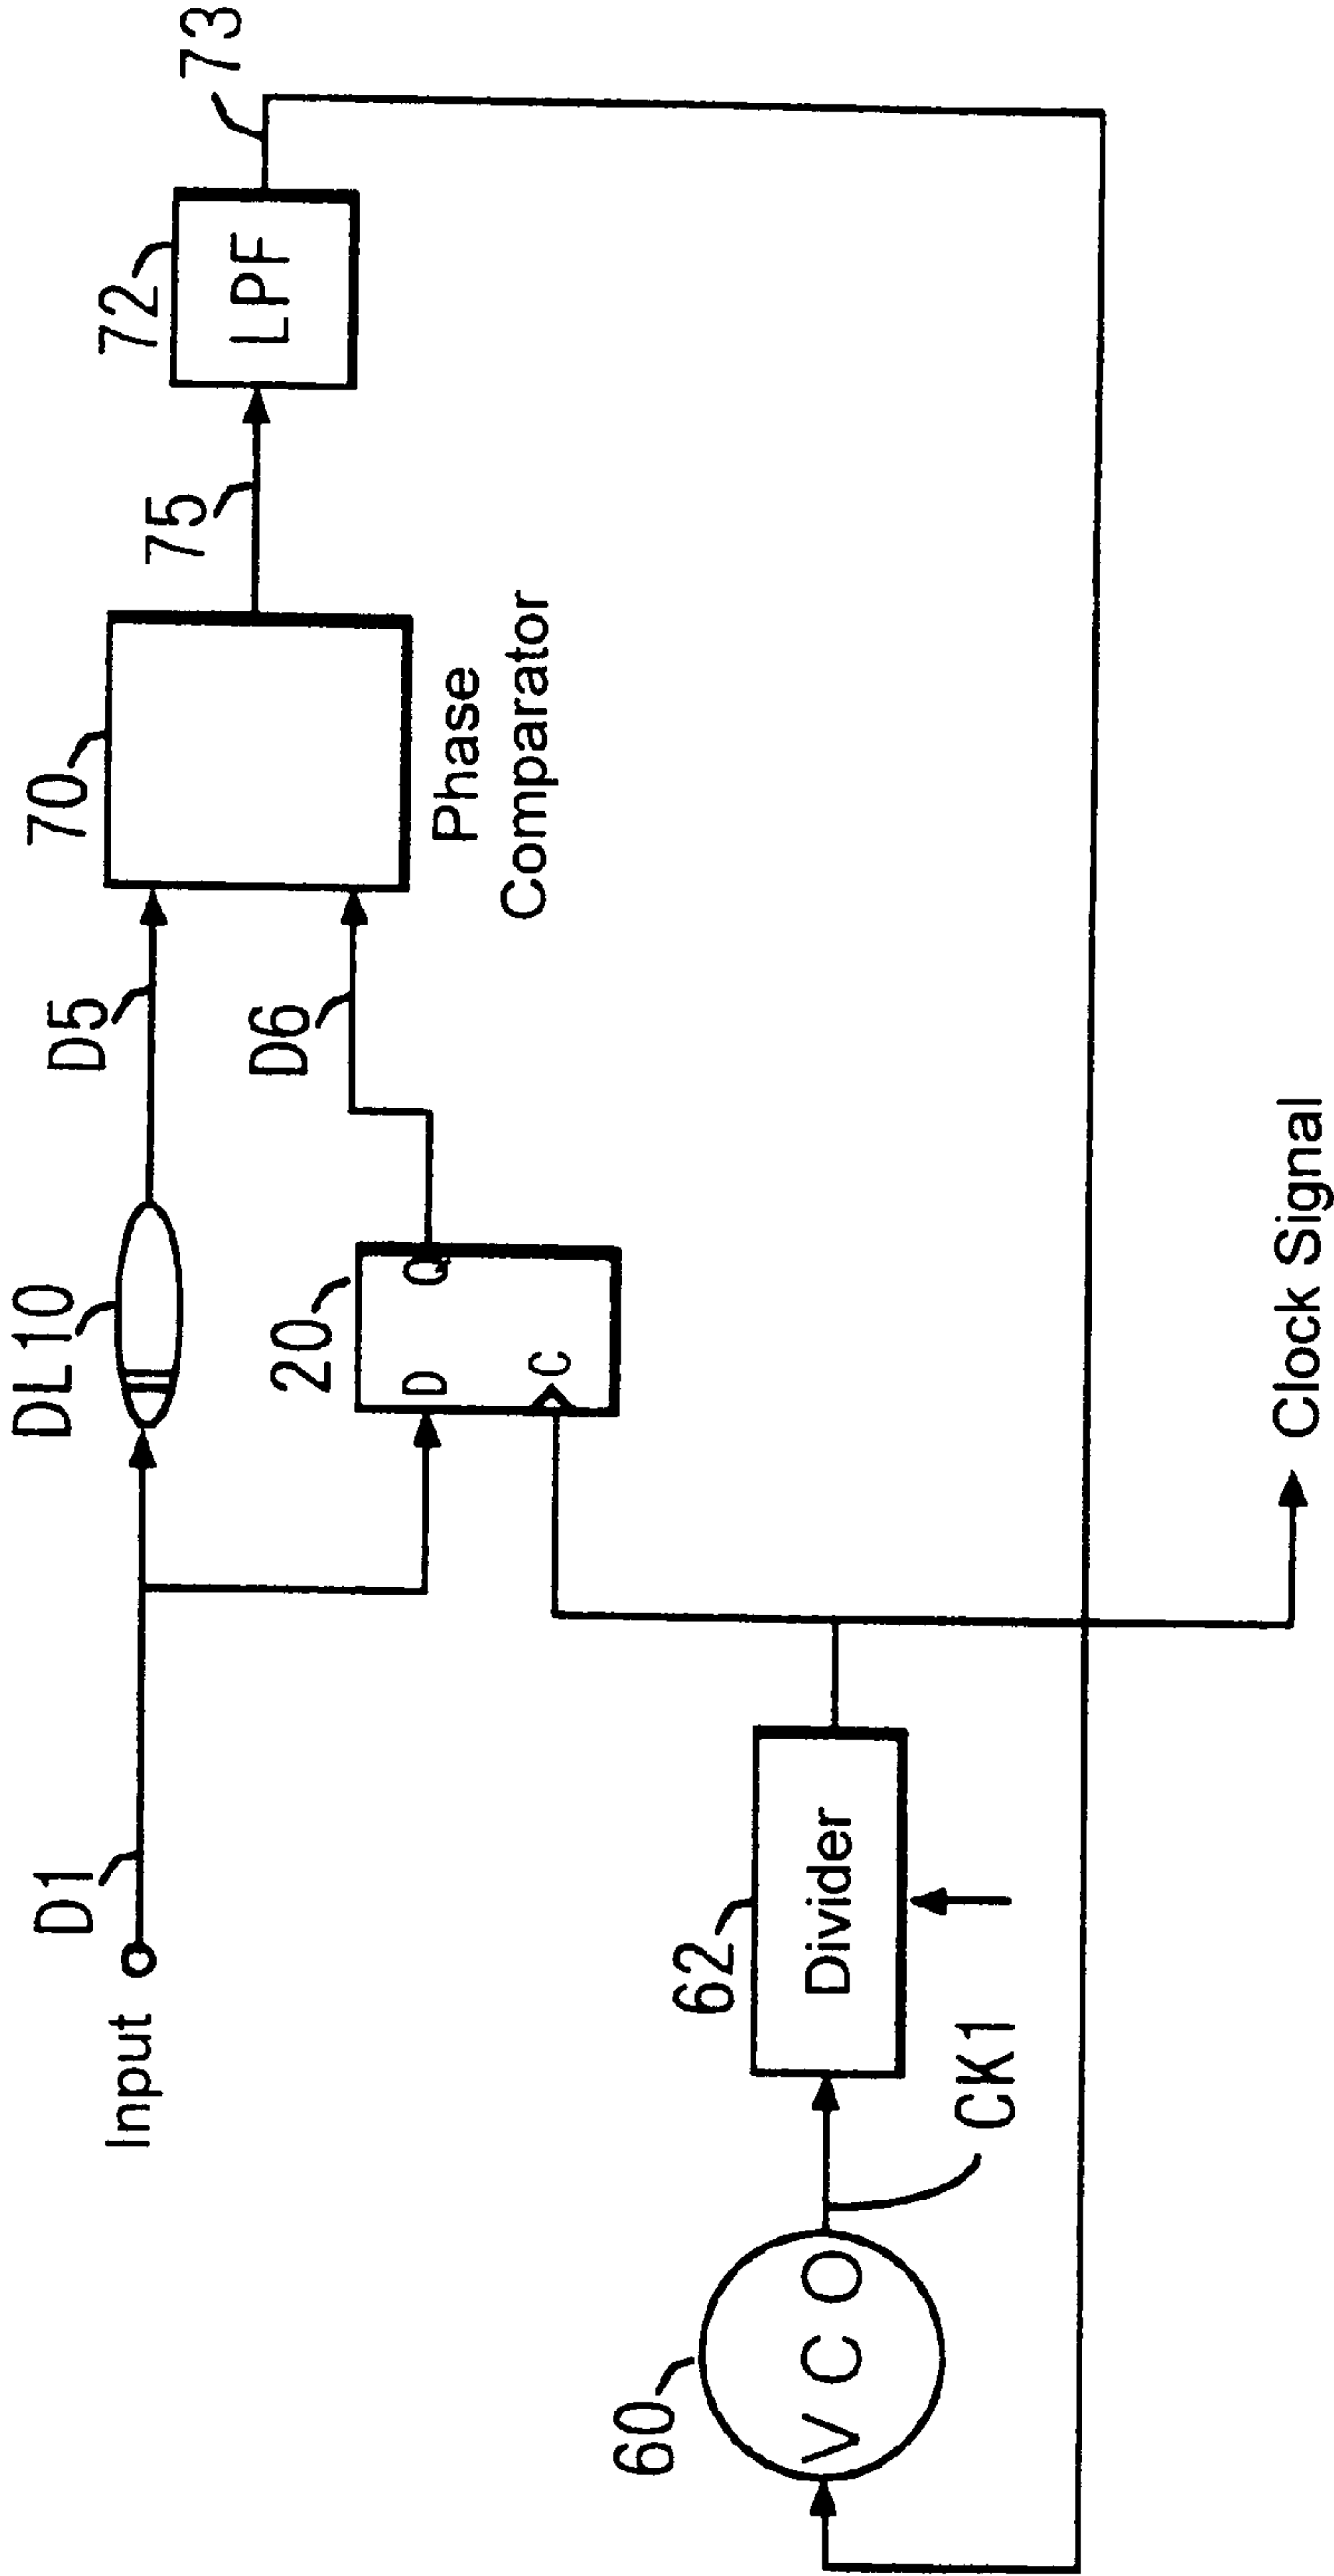 Input
D1
DL10
D5
D6
70
Phase
Comparator
75
72
LPF
73
20
D
Q
C
60
V C O
CK1
62
Divider
Clock Signal